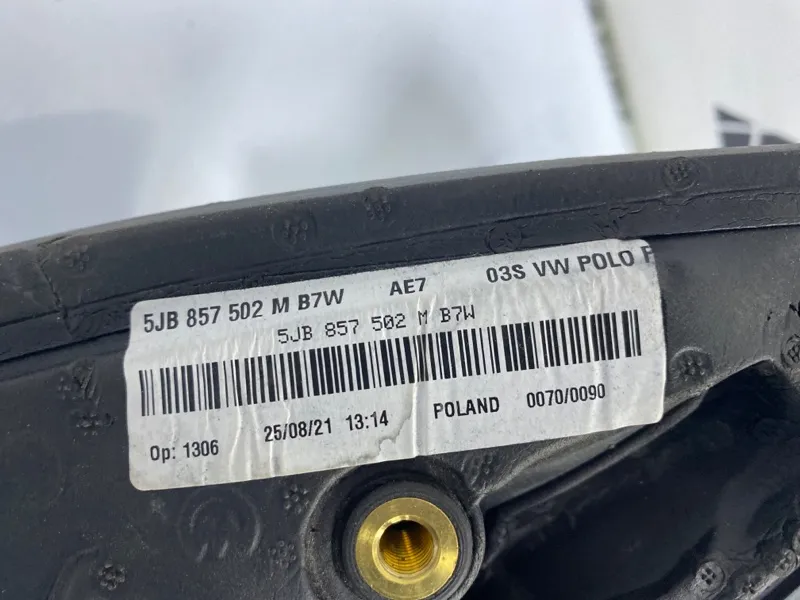 5JB 857 502 M B7W AE7 03S VW POLO
5JB 857 502 M B7W
Op: 1306 25/08/21 13:14 POLAND 0070/0090